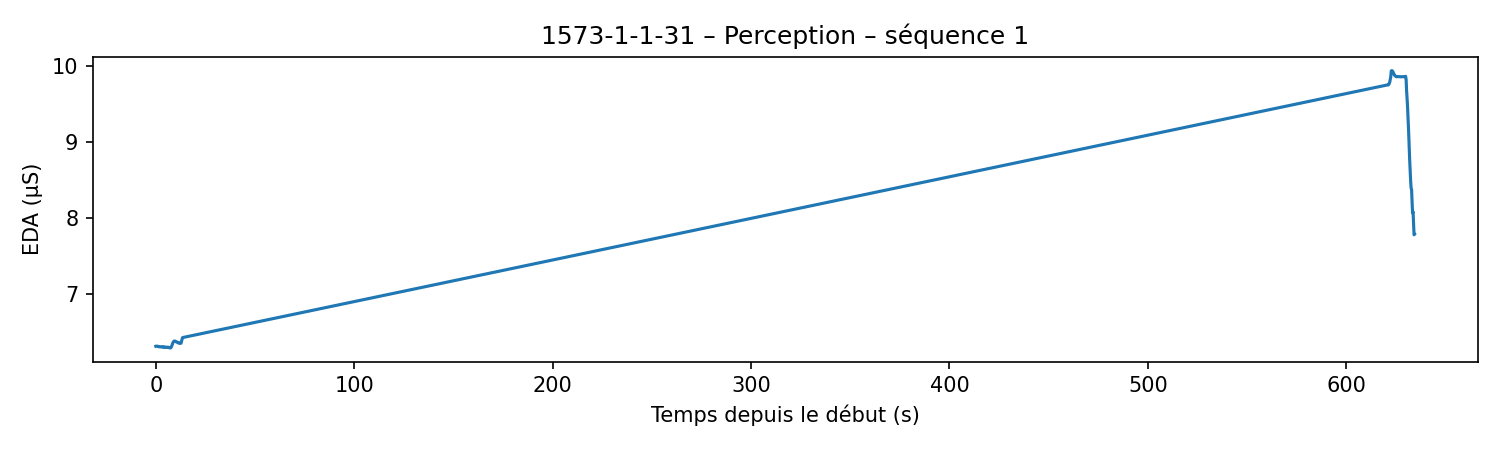 1573-1-1-31 – Perception – séquence 1
EDA (µS)
10
9
8
7
0 100 200 300 400 500 600
Temps depuis le début (s)